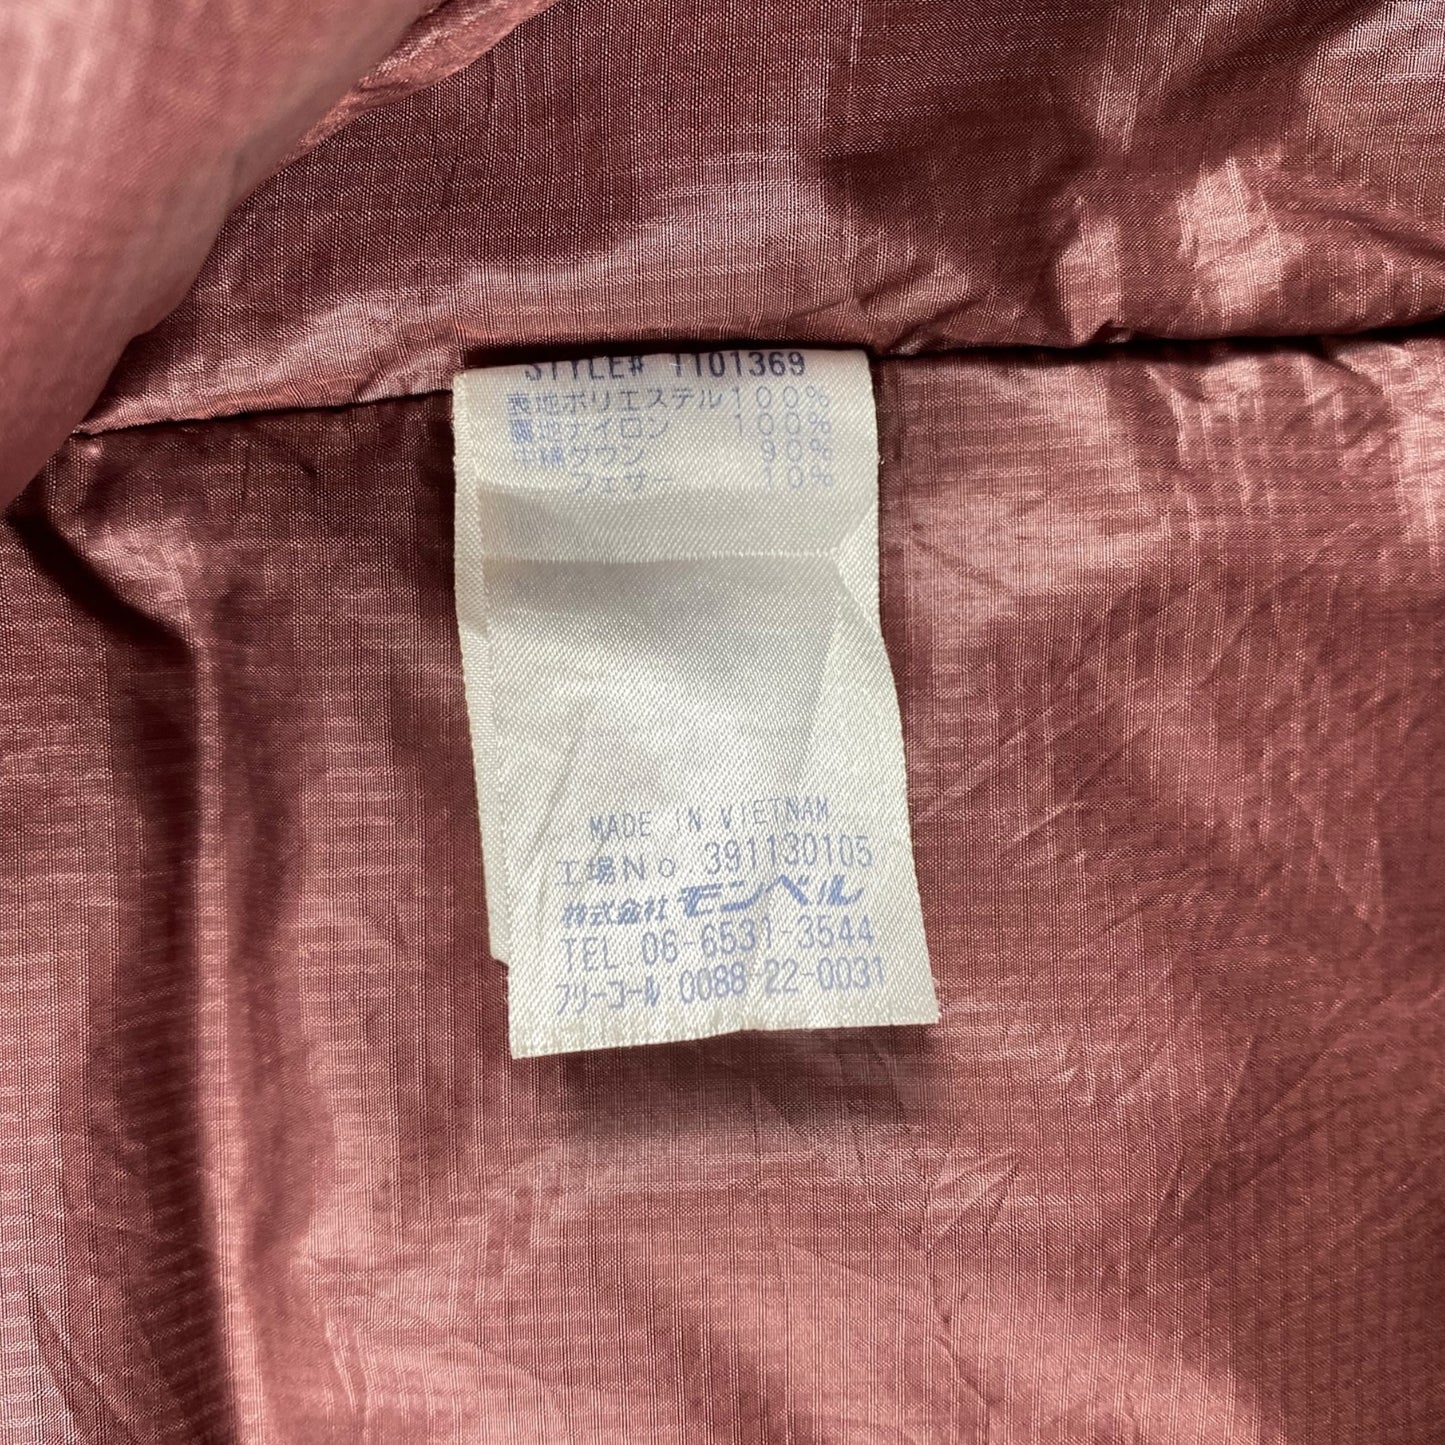 STYLE# 1101369
表地ポリエステル100%
裏地ナイロン 100%
中綿ダウン 90%
フェザー 10%
MADE IN VIETNAM
工場No.391130105
株式会社モンベル
TEL 06-6531-3544
フリーコール 0088-22-0031